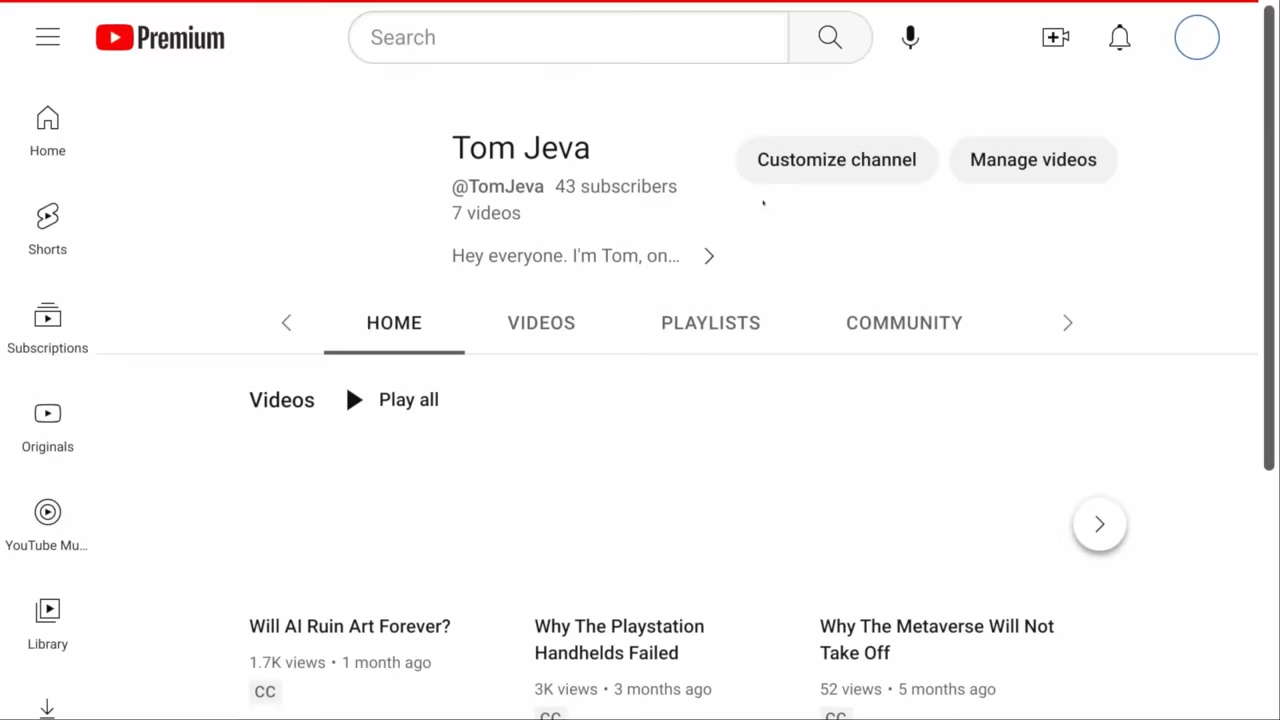 Premium
Search
Home
Shorts
Subscriptions
Originals
YouTube Mu...
Library
Tom Jeva
@TomJeva 43 subscribers
7 videos
Hey everyone. I'm Tom, on...
Customize channel
Manage videos
HOME
VIDEOS
PLAYLISTS
COMMUNITY
Videos
Play all
Will AI Ruin Art Forever?
1.7K views • 1 month ago
CC
Why The Playstation
Handhelds Failed
3K views • 3 months ago
CC
Why The Metaverse Will Not
Take Off
52 views • 5 months ago
CC